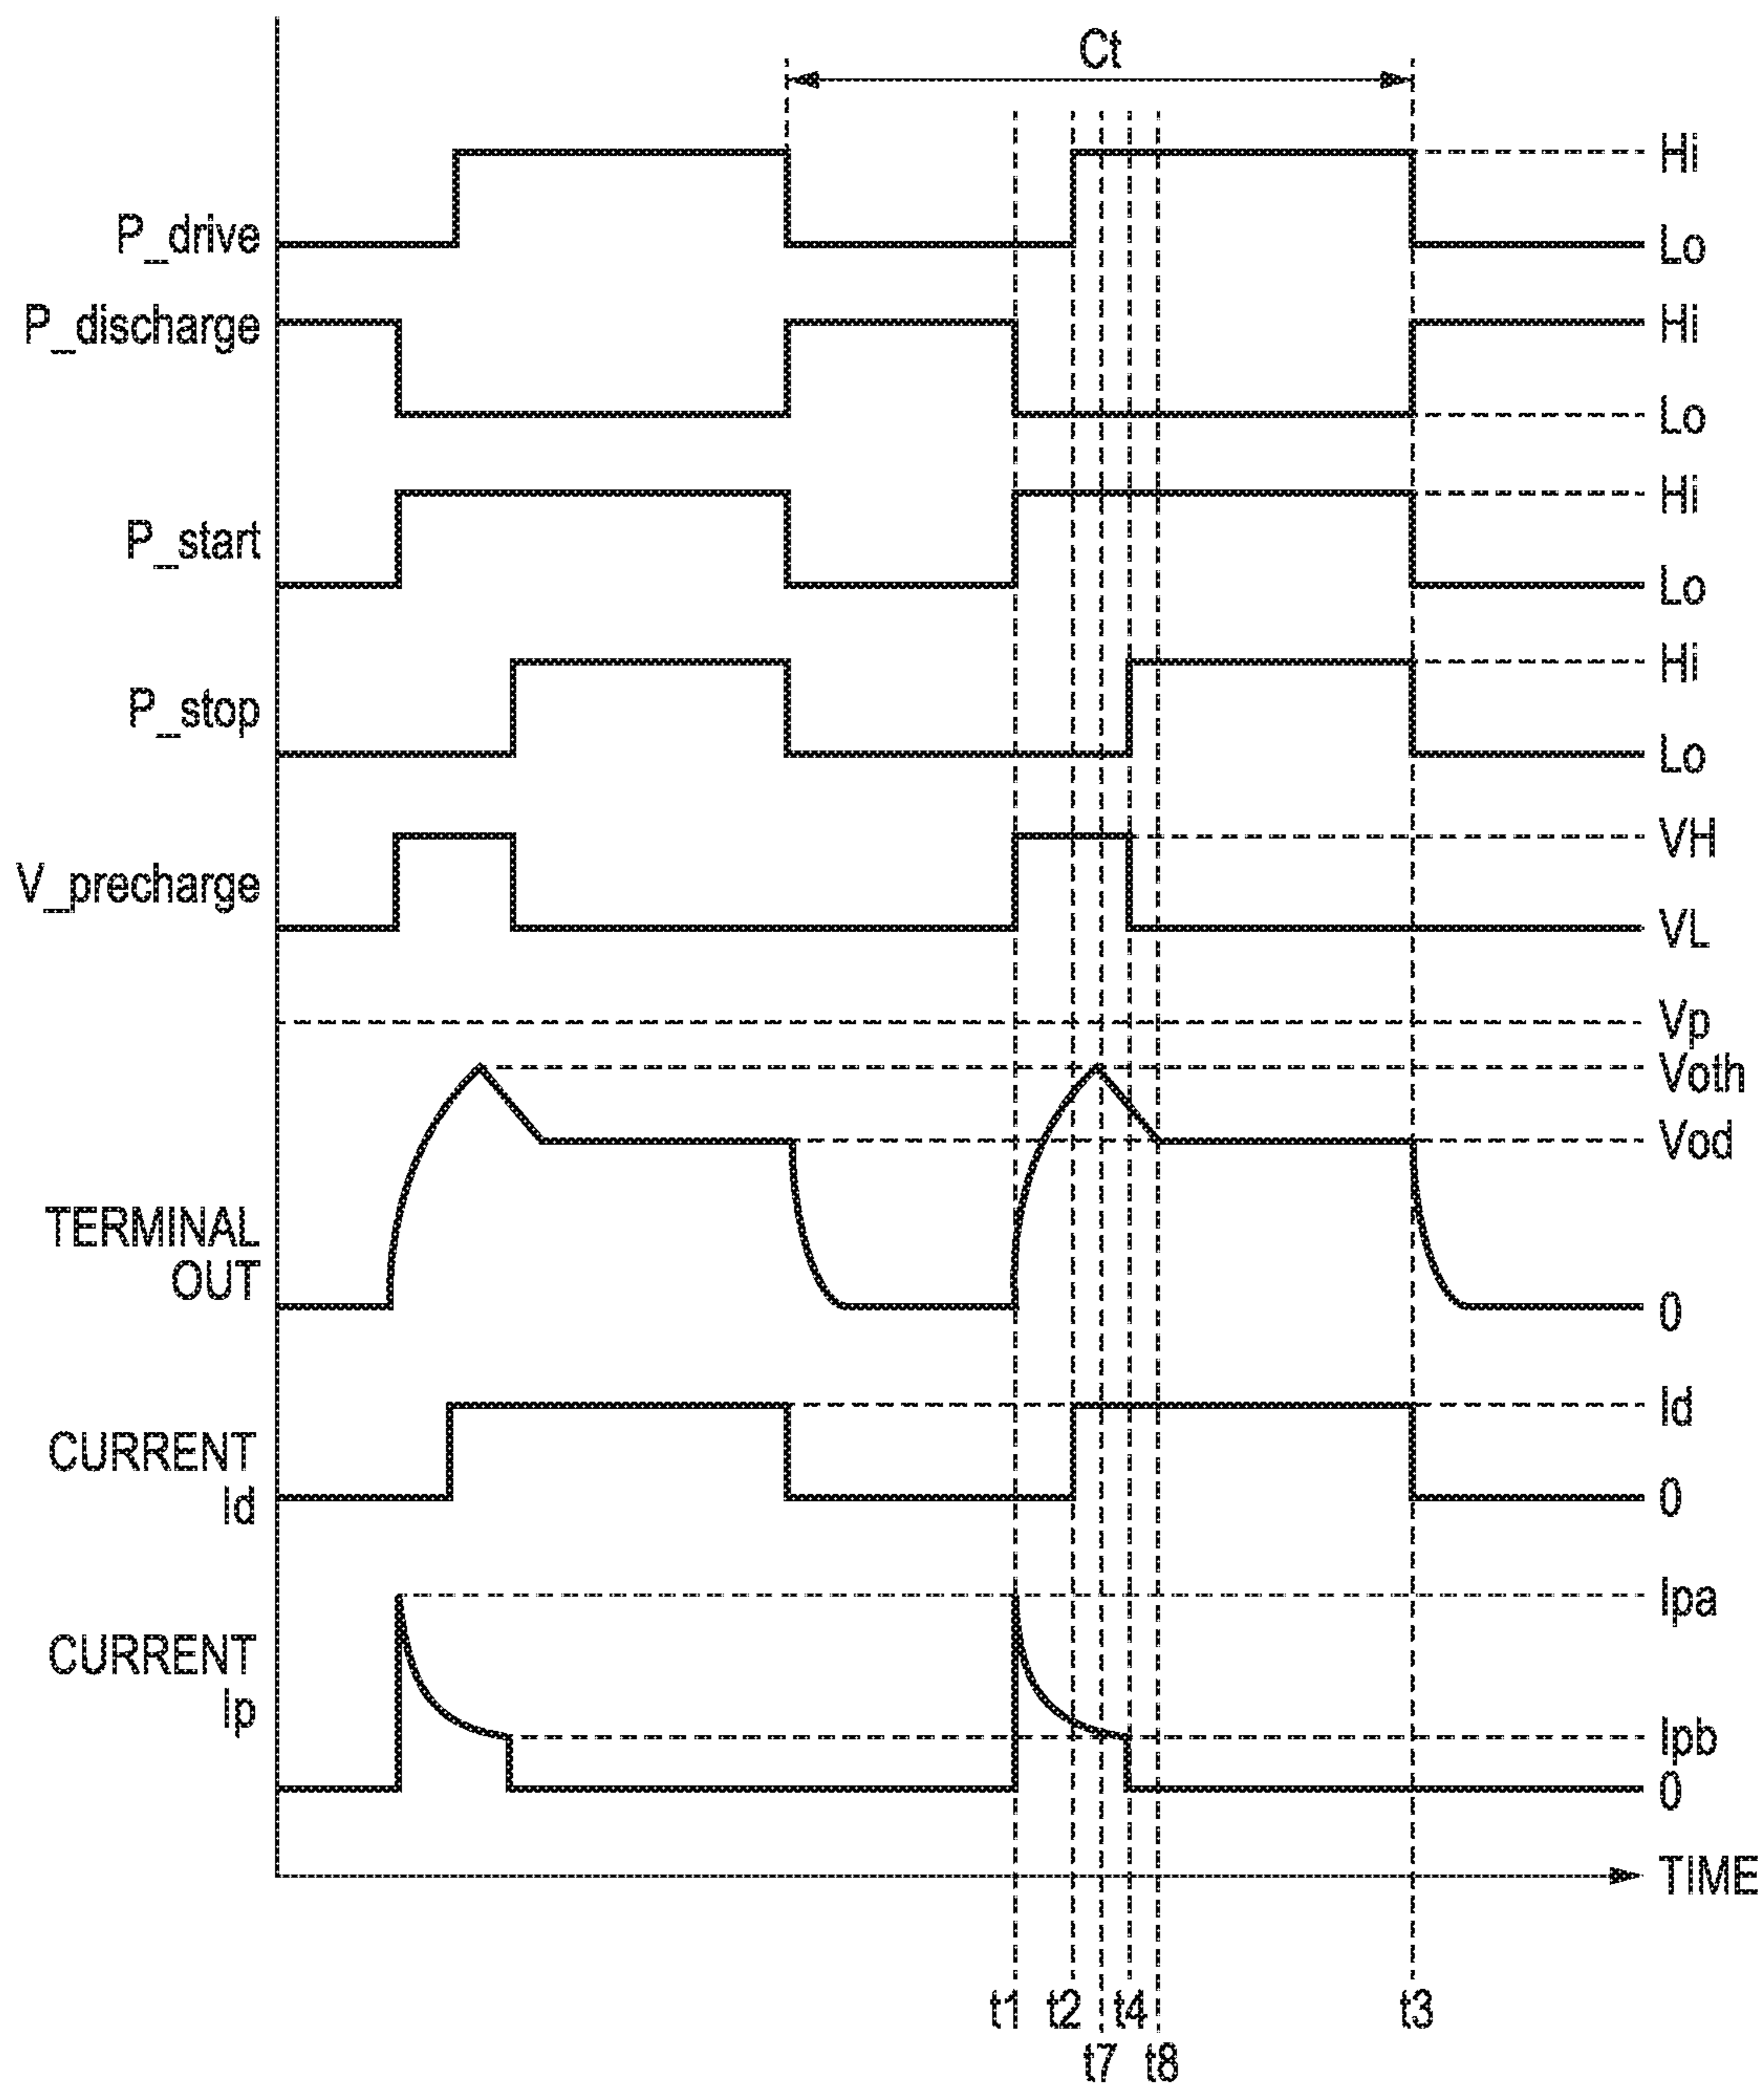 Ct
P_drive
Hi
Lo
P_discharge
Hi
Lo
P_start
Hi
Lo
P_stop
Hi
Lo
V_precharge
VH
VL
Vp
Voth
Vod
TERMINAL
OUT
0
CURRENT
Id
Id
0
CURRENT
Ip
Ipa
Ipb
0
TIME
t1 t2 t4 t3
t7 t8